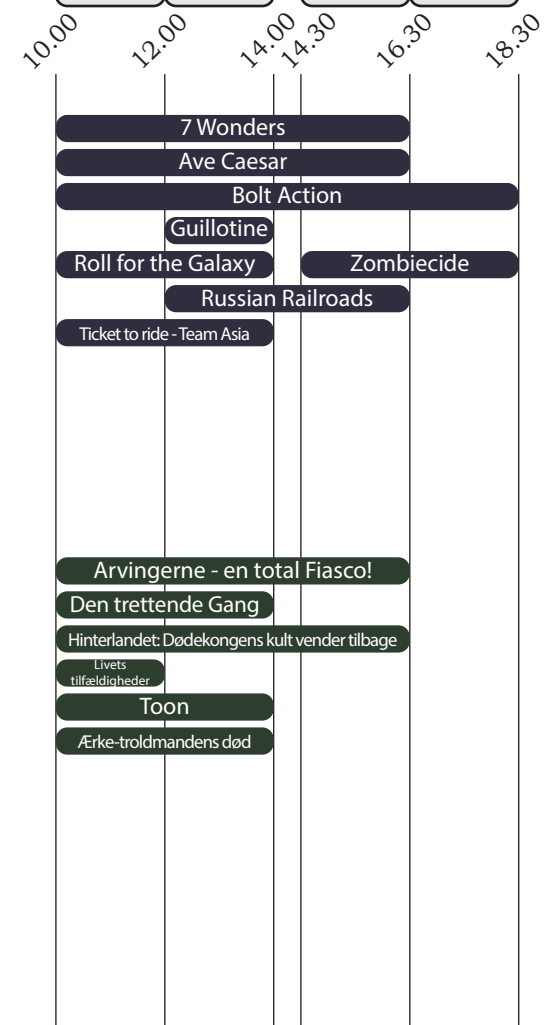 10.00
12.00
14.00
14.30
16.30
18.30
7 Wonders
Ave Caesar
Bolt Action
Guillotine
Roll for the Galaxy
Zombiecide
Russian Railroads
Ticket to ride - Team Asia
Arvingerne - en total Fiasco!
Den trettende Gang
Hinterlandet: Dødekongens kult vender tilbage
Livets
tilfældigheder
Toon
Ærke-troldmandens død